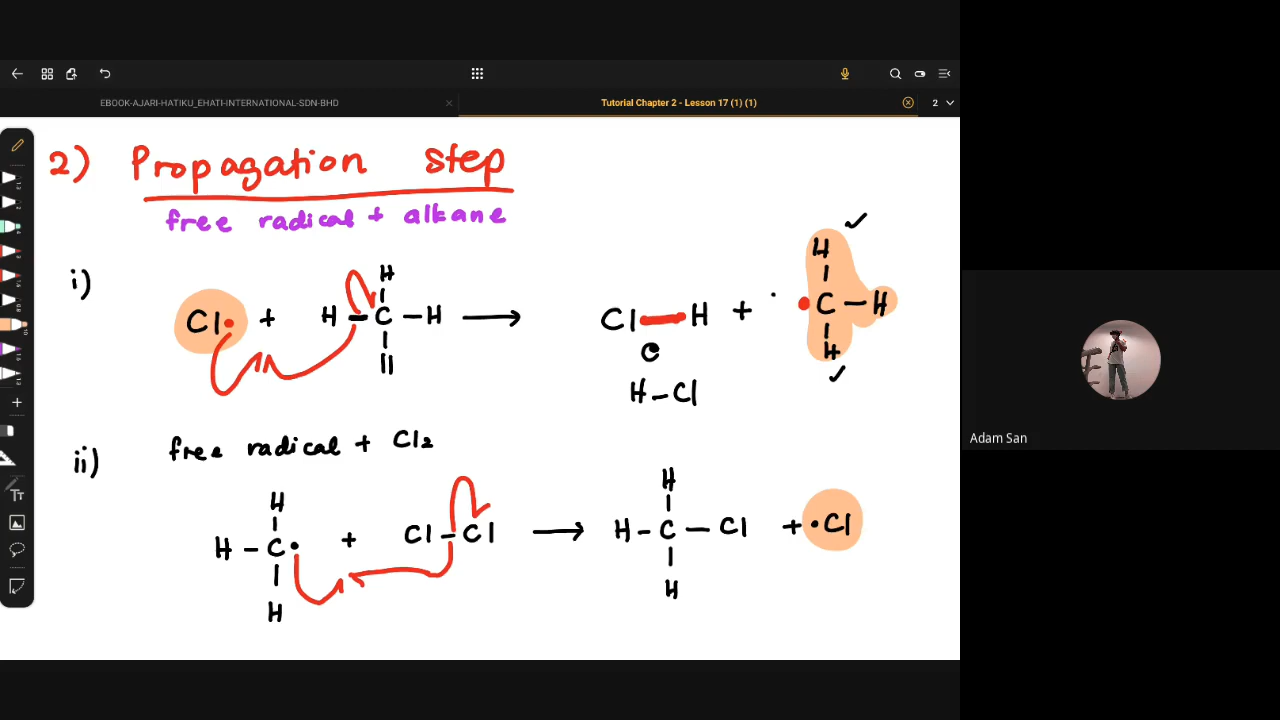 EBOOK-AJARI-HATIKU_EHATI-INTERNATIONAL-SDN-BHD
Tutorial Chapter 2 - Lesson 17 (1) (1)
2
2) Propagation step
free radical + alkane
i)
H
H
Cl• + H – C – H → Cl – H + • C – H
H
H – Cl
ii) free radical + Cl2
H
H
H – C • + Cl – Cl → H – C – Cl + • Cl
H
H
TT
Adam San